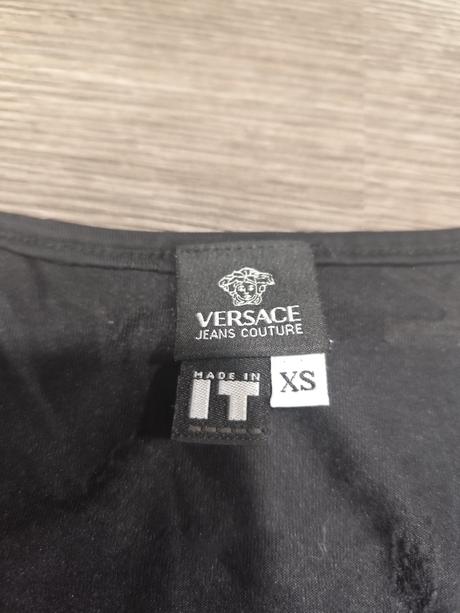 VERSACE
JEANS COUTURE
MADE IN
IT
XS